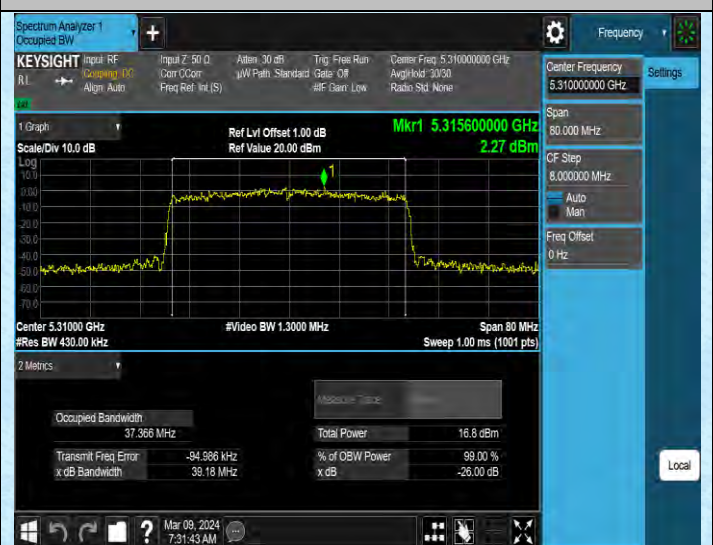 Spectrum Analyzer 1
Occupied BW
+
Frequency
KEYSIGHT
Input: RF
Coupling: DC
Align: Auto
Input Z: 50 Ω
Corr CCorr
Freq Ref: Int (S)
Atten: 30 dB
µW Path: Standard
Trig: Free Run
Gate: Off
#IF Gain: Low
Center Freq: 5.310000000 GHz
Avg|Hold: 30/30
Radio Std: None
Center Frequency
5.310000000 GHz
Settings
Span
80.000 MHz
CF Step
8.000000 MHz
Auto
Man
Freq Offset
0 Hz
1 Graph
Scale/Div 10.0 dB
Ref Lvl Offset 1.00 dB
Ref Value 20.00 dBm
Mkr1 5.315600000 GHz
2.27 dBm
Log
10.0
0.00
-10.0
-20.0
-30.0
-40.0
-50.0
-60.0
-70.0
1
Center 5.31000 GHz
#Video BW 1.3000 MHz
Span 80 MHz
#Res BW 430.00 kHz
Sweep 1.00 ms (1001 pts)
2 Metrics
Measure Trace
Occupied Bandwidth
37.366 MHz
Total Power
16.8 dBm
Transmit Freq Error
-94.986 kHz
% of OBW Power
99.00 %
x dB Bandwidth
39.18 MHz
x dB
-26.00 dB
Local
?
Mar 09, 2024
7:31:43 AM